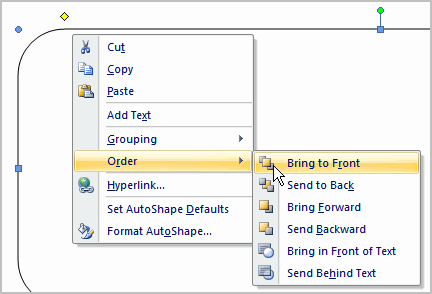 Cut
Copy
Paste
Add Text
Grouping
Order
Hyperlink...
Set AutoShape Defaults
Format AutoShape...
Bring to Front
Send to Back
Bring Forward
Send Backward
Bring in Front of Text
Send Behind Text